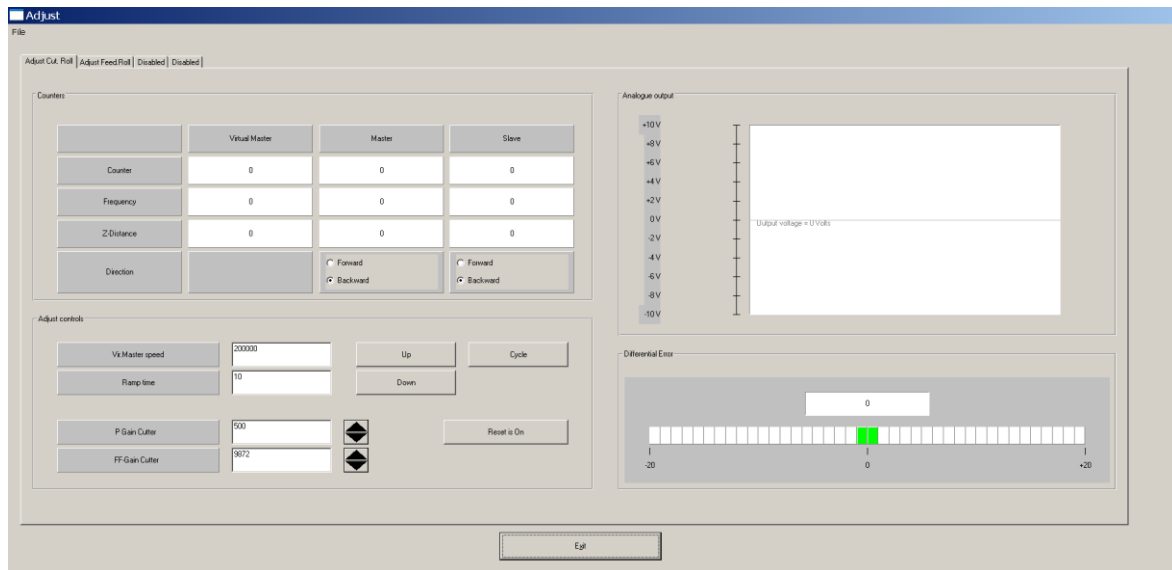 Adjust
File
Adjust Cut. Roll Adjust Feed.Roll Disabled Disabled
Counters
Virtual Master Master Slave
Counter 0 0 0
Frequency 0 0 0
Z-Distance 0 0 0
Direction
Forward Forward
Backward Backward
Adjust controls
Vir.Master speed 200000 Up Cycle
Ramp time 10 Down
P Gain Cutter 500 Reset is On
FF-Gain Cutter 9872
Analogue output
+10 V
+8 V
+6 V
+4 V
+2 V
0 V
Output voltage = 0 Volts
-2 V
-4 V
-6 V
-8 V
-10 V
Differential Error
0
-20 0 +20
Exit